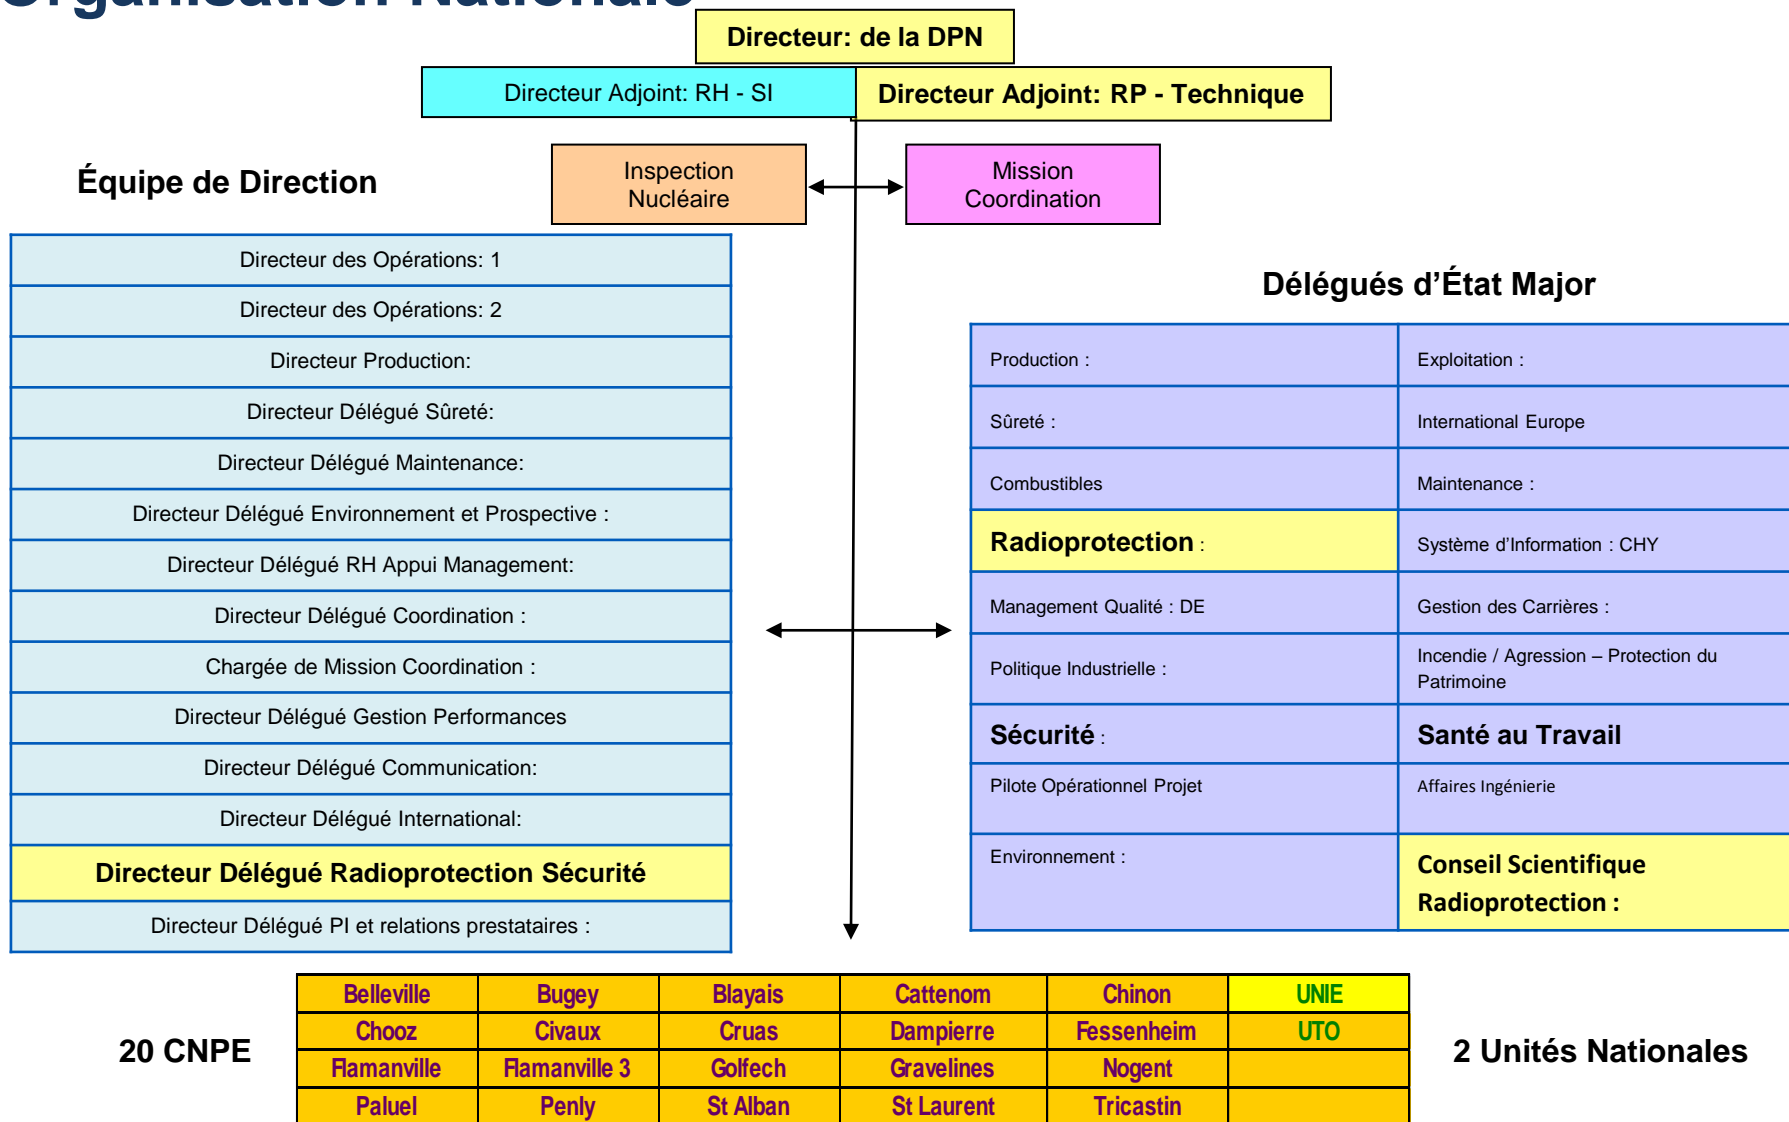 Organisation Nationale
Directeur: de la DPN
Directeur Adjoint: RH - SI
Directeur Adjoint: RP - Technique
Inspection
Nucléaire
Mission
Coordination
Équipe de Direction
Directeur des Opérations: 1
Directeur des Opérations: 2
Directeur Production:
Directeur Délégué Sûreté:
Directeur Délégué Maintenance:
Directeur Délégué Environnement et Prospective :
Directeur Délégué RH Appui Management:
Directeur Délégué Coordination :
Chargée de Mission Coordination :
Directeur Délégué Gestion Performances
Directeur Délégué Communication:
Directeur Délégué International:
Directeur Délégué Radioprotection Sécurité
Directeur Délégué PI et relations prestataires :
Délégués d’État Major
Production :
Exploitation :
Sûreté :
International Europe
Combustibles
Maintenance :
Radioprotection :
Système d’Information : CHY
Management Qualité : DE
Gestion des Carrières :
Politique Industrielle :
Incendie / Agression – Protection du
Patrimoine
Sécurité :
Santé au Travail
Pilote Opérationnel Projet
Affaires Ingénierie
Environnement :
Conseil Scientifique
Radioprotection :
20 CNPE
Belleville Bugey Blayais Cattenom Chinon UNIE
Chooz Civaux Cruas Dampierre Fessenheim UTO
Flamanville Flamanville 3 Golfech Gravelines Nogent
Paluel Penly St Alban St Laurent Tricastin
2 Unités Nationales